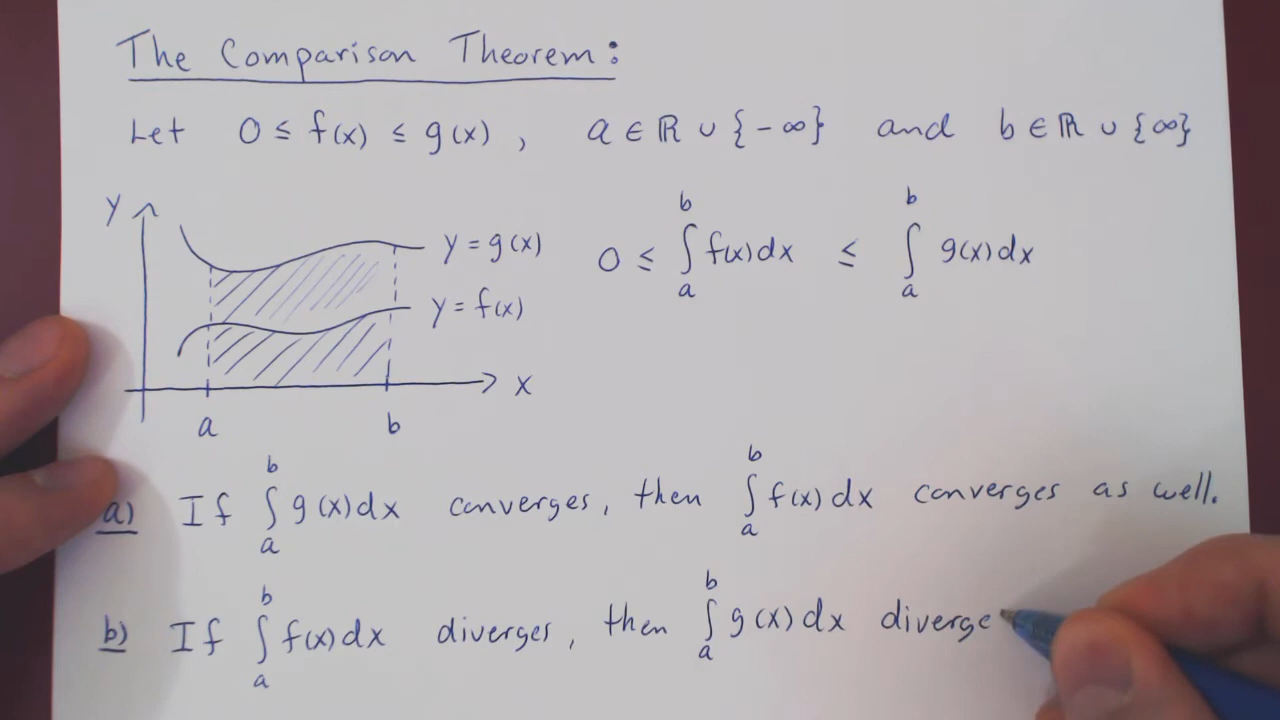 The Comparison Theorem:
Let 0 ≤ f(x) ≤ g(x), a ∈ ℝ ∪ {-∞} and b ∈ ℝ ∪ {∞}
y
y = g(x)
y = f(x)
x
a b
0 ≤ ∫_a^b f(x)dx ≤ ∫_a^b g(x)dx
a) If ∫_a^b g(x)dx converges, then ∫_a^b f(x)dx converges as well.
b) If ∫_a^b f(x)dx diverges, then ∫_a^b g(x)dx diverge